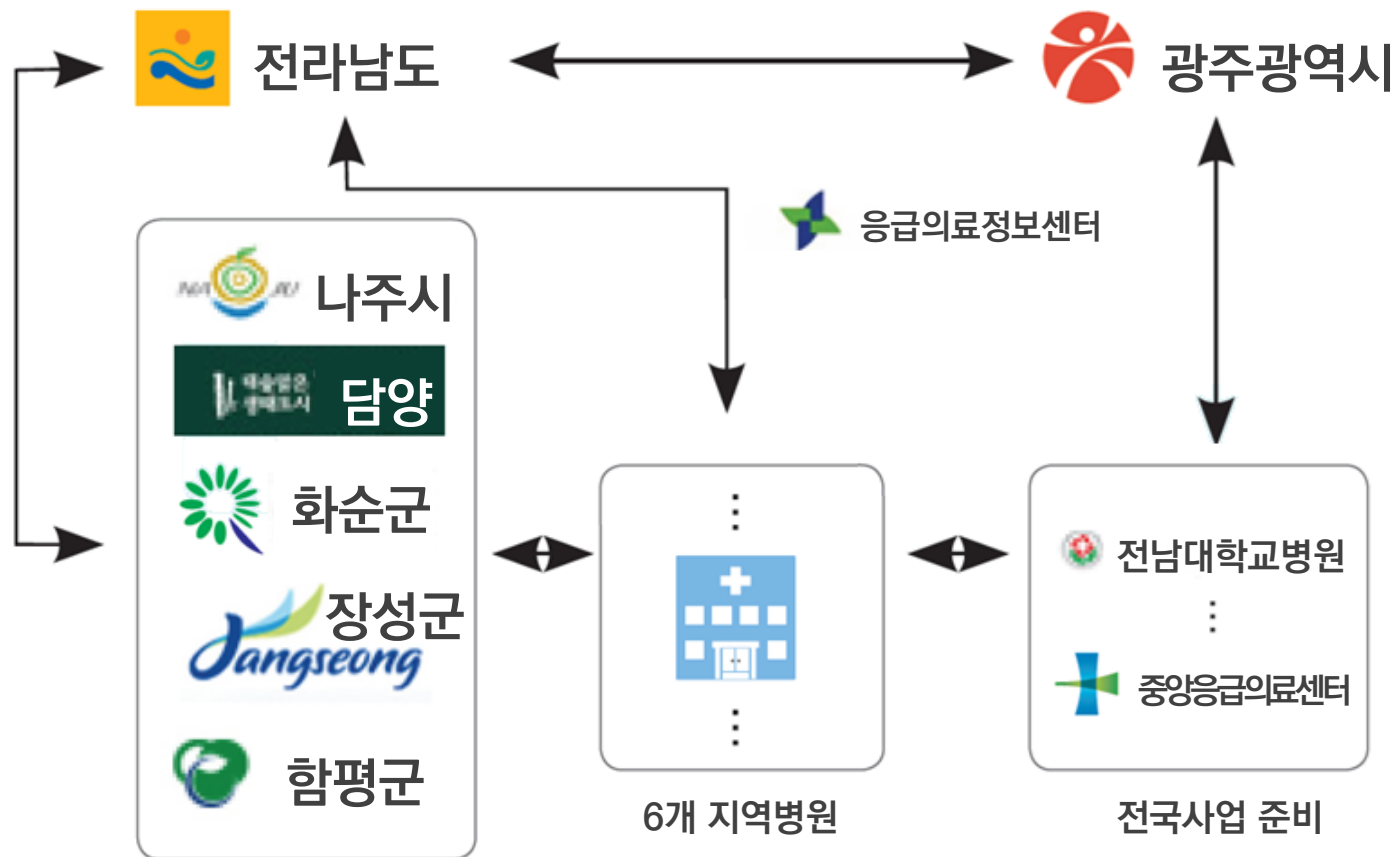 전라남도
광주광역시
응급의료정보센터
나주시
담양
화순군
장성군
Jangseong
함평군
전남대학교병원
중앙응급의료센터
6개 지역병원
전국사업 준비